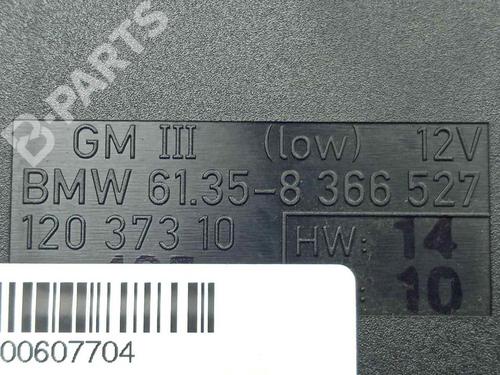 B-PARTS
GM III (low) 12V
BMW 61.35-8 366 527
120 373 10
HW: 14
10
00607704